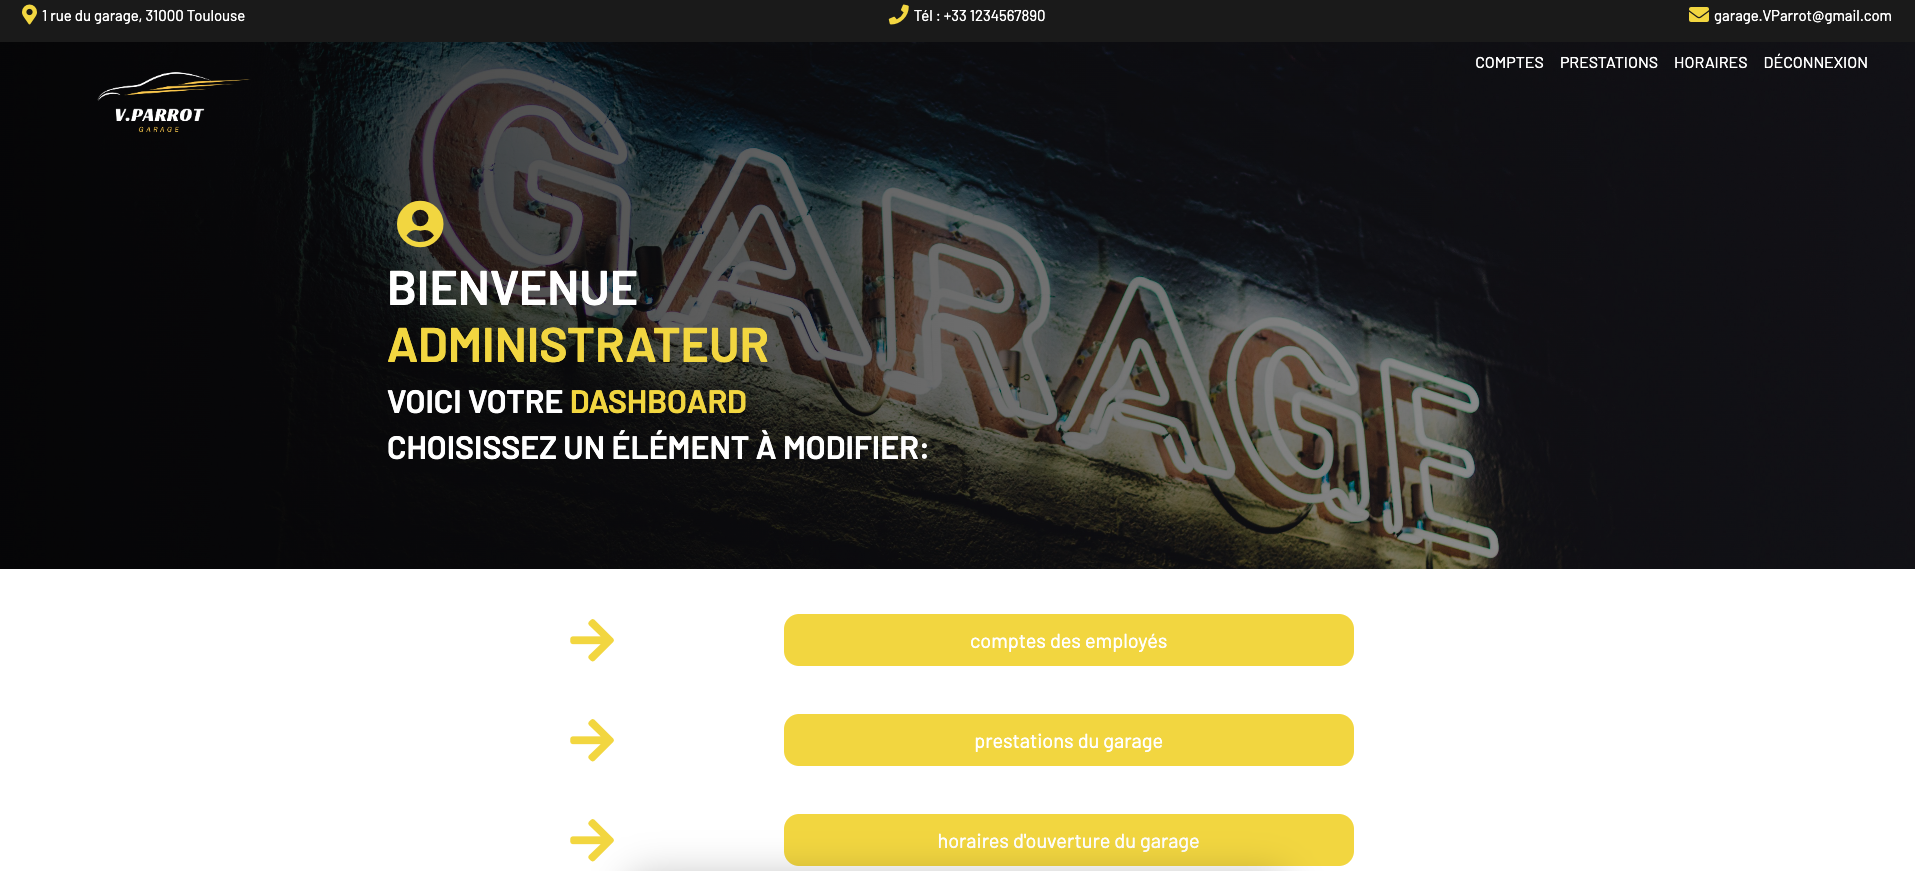 1 rue du garage, 31000 Toulouse
Tél : +33 1234567890
garage.VParrot@gmail.com
COMPTES PRESTATIONS HORAIRES DÉCONNEXION
V.PARROT
GARAGE
GARAGE
BIENVENUE
ADMINISTRATEUR
VOICI VOTRE DASHBOARD
CHOISISSEZ UN ÉLÉMENT À MODIFIER:
comptes des employés
prestations du garage
horaires d'ouverture du garage